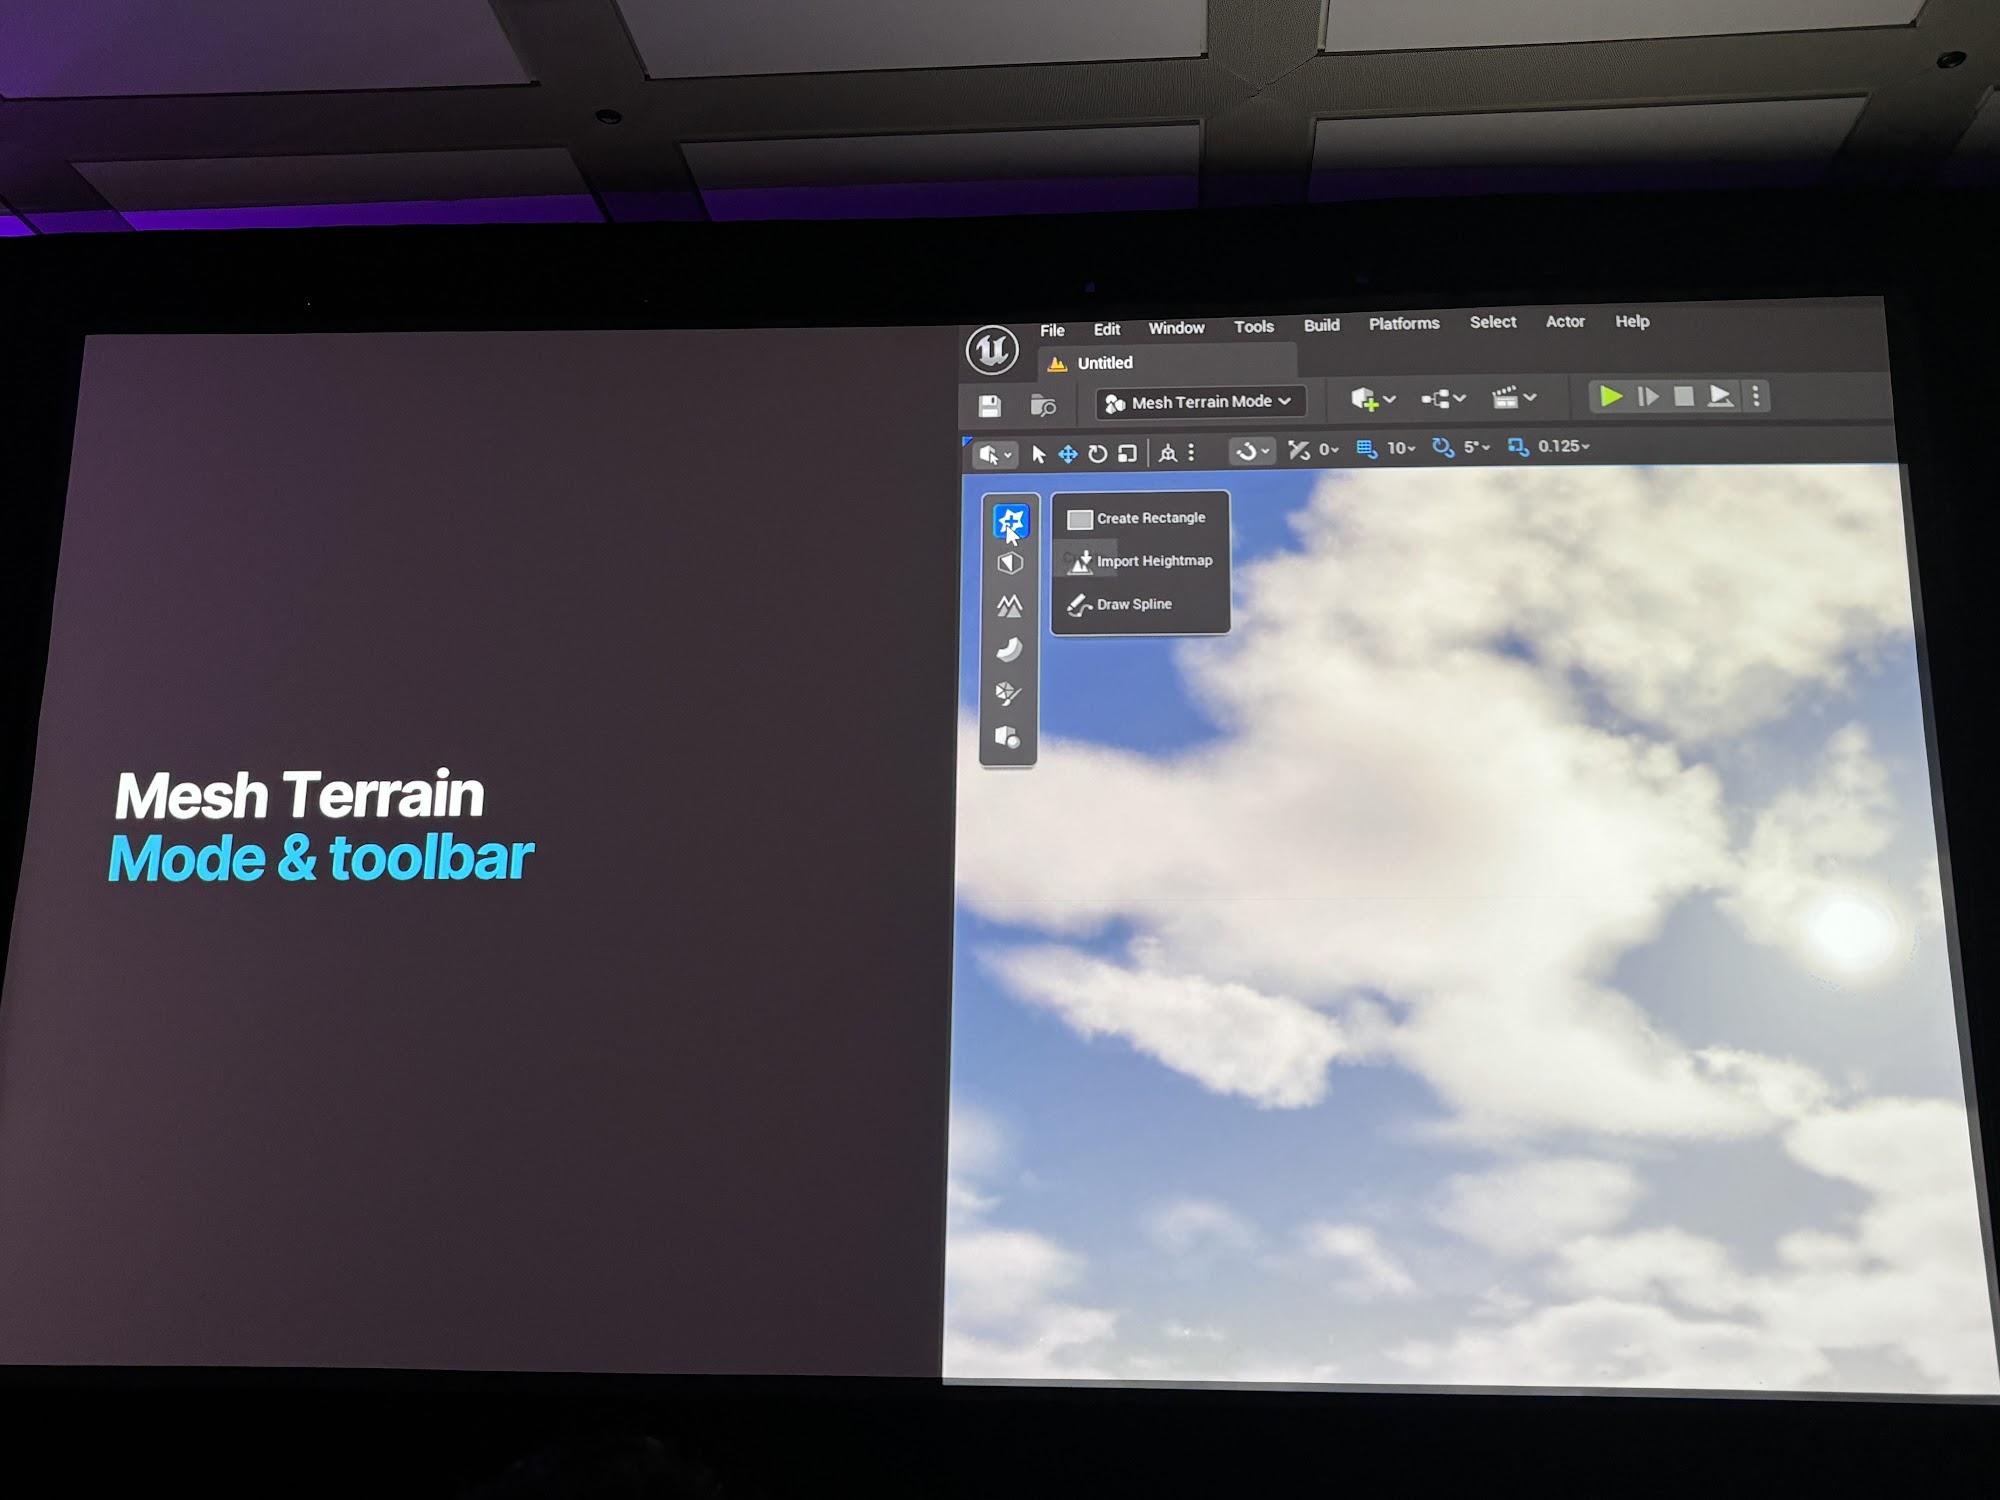 Mesh Terrain
Mode & toolbar
File Edit Window Tools Build Platforms Select Actor Help
Untitled
Mesh Terrain Mode
0 10 5° 0.125
Create Rectangle
Import Heightmap
Draw Spline